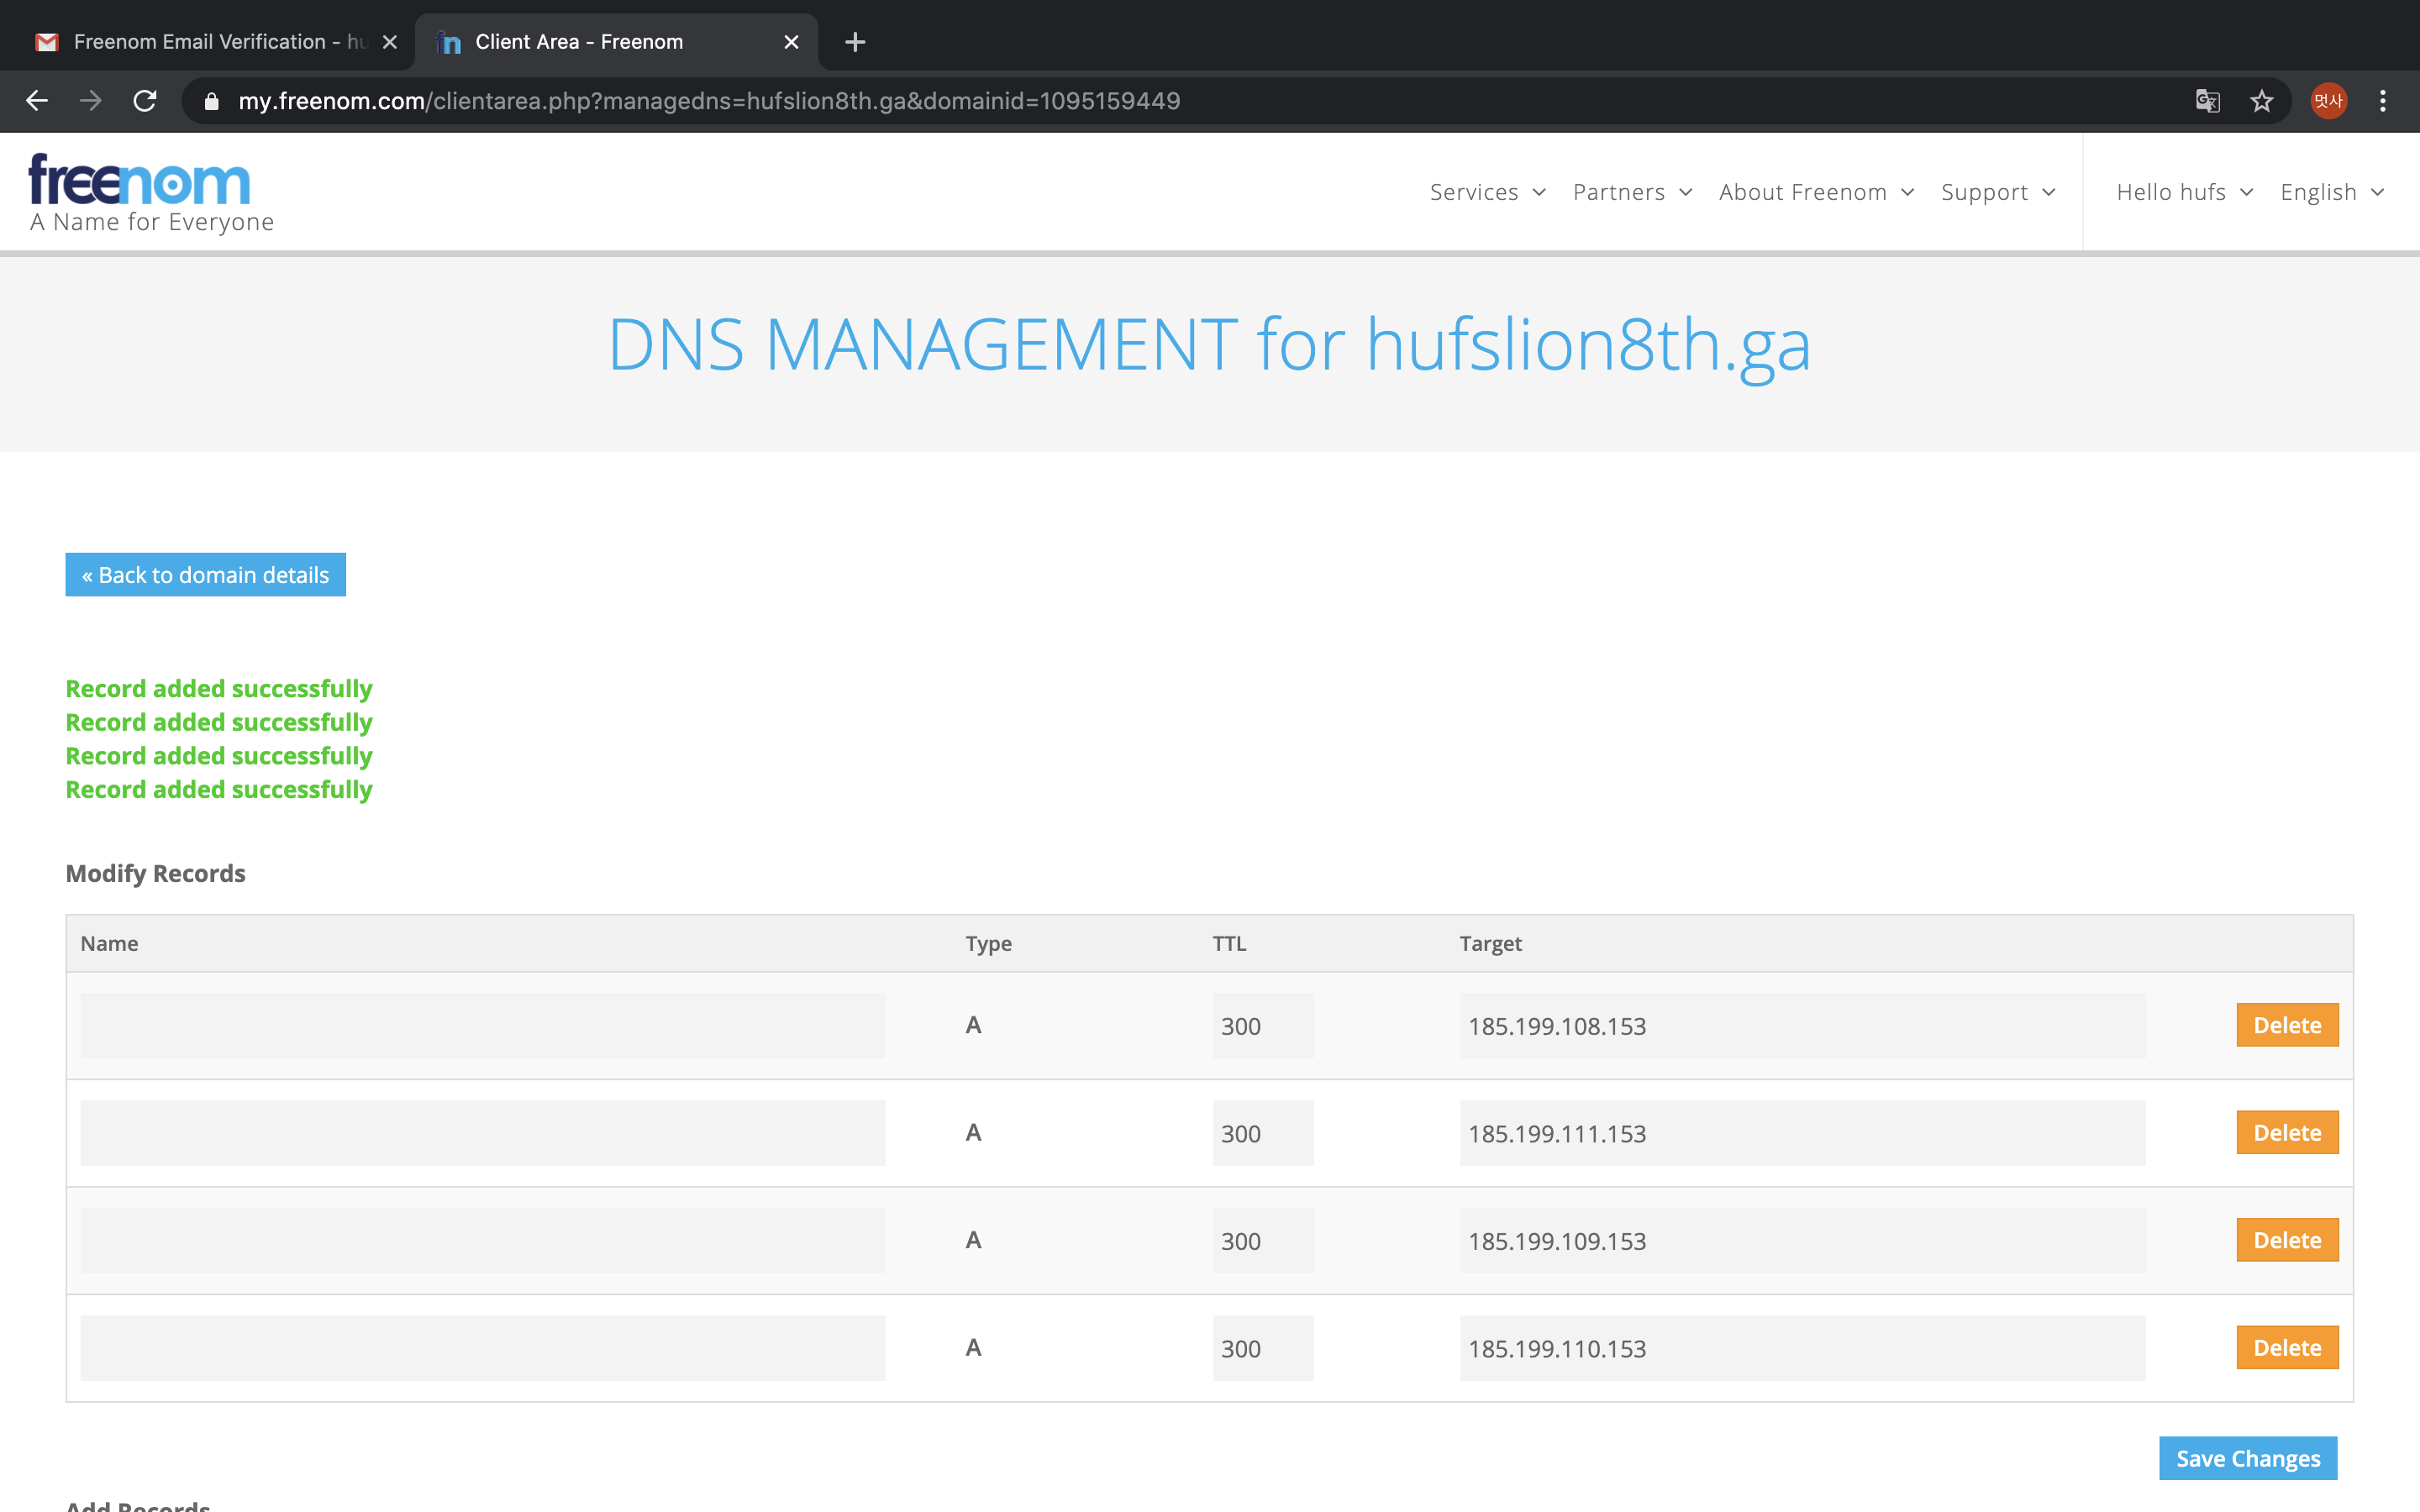 Freenom Email Verification - hu
Client Area - Freenom
my.freenom.com/clientarea.php?managedns=hufslion8th.ga&domainid=1095159449
멋사
freenom
A Name for Everyone
Services
Partners
About Freenom
Support
Hello hufs
English
DNS MANAGEMENT for hufslion8th.ga
« Back to domain details
Record added successfully
Record added successfully
Record added successfully
Record added successfully
Modify Records
Name Type TTL Target
A 300 185.199.108.153 Delete
A 300 185.199.111.153 Delete
A 300 185.199.109.153 Delete
A 300 185.199.110.153 Delete
Save Changes
Add Records